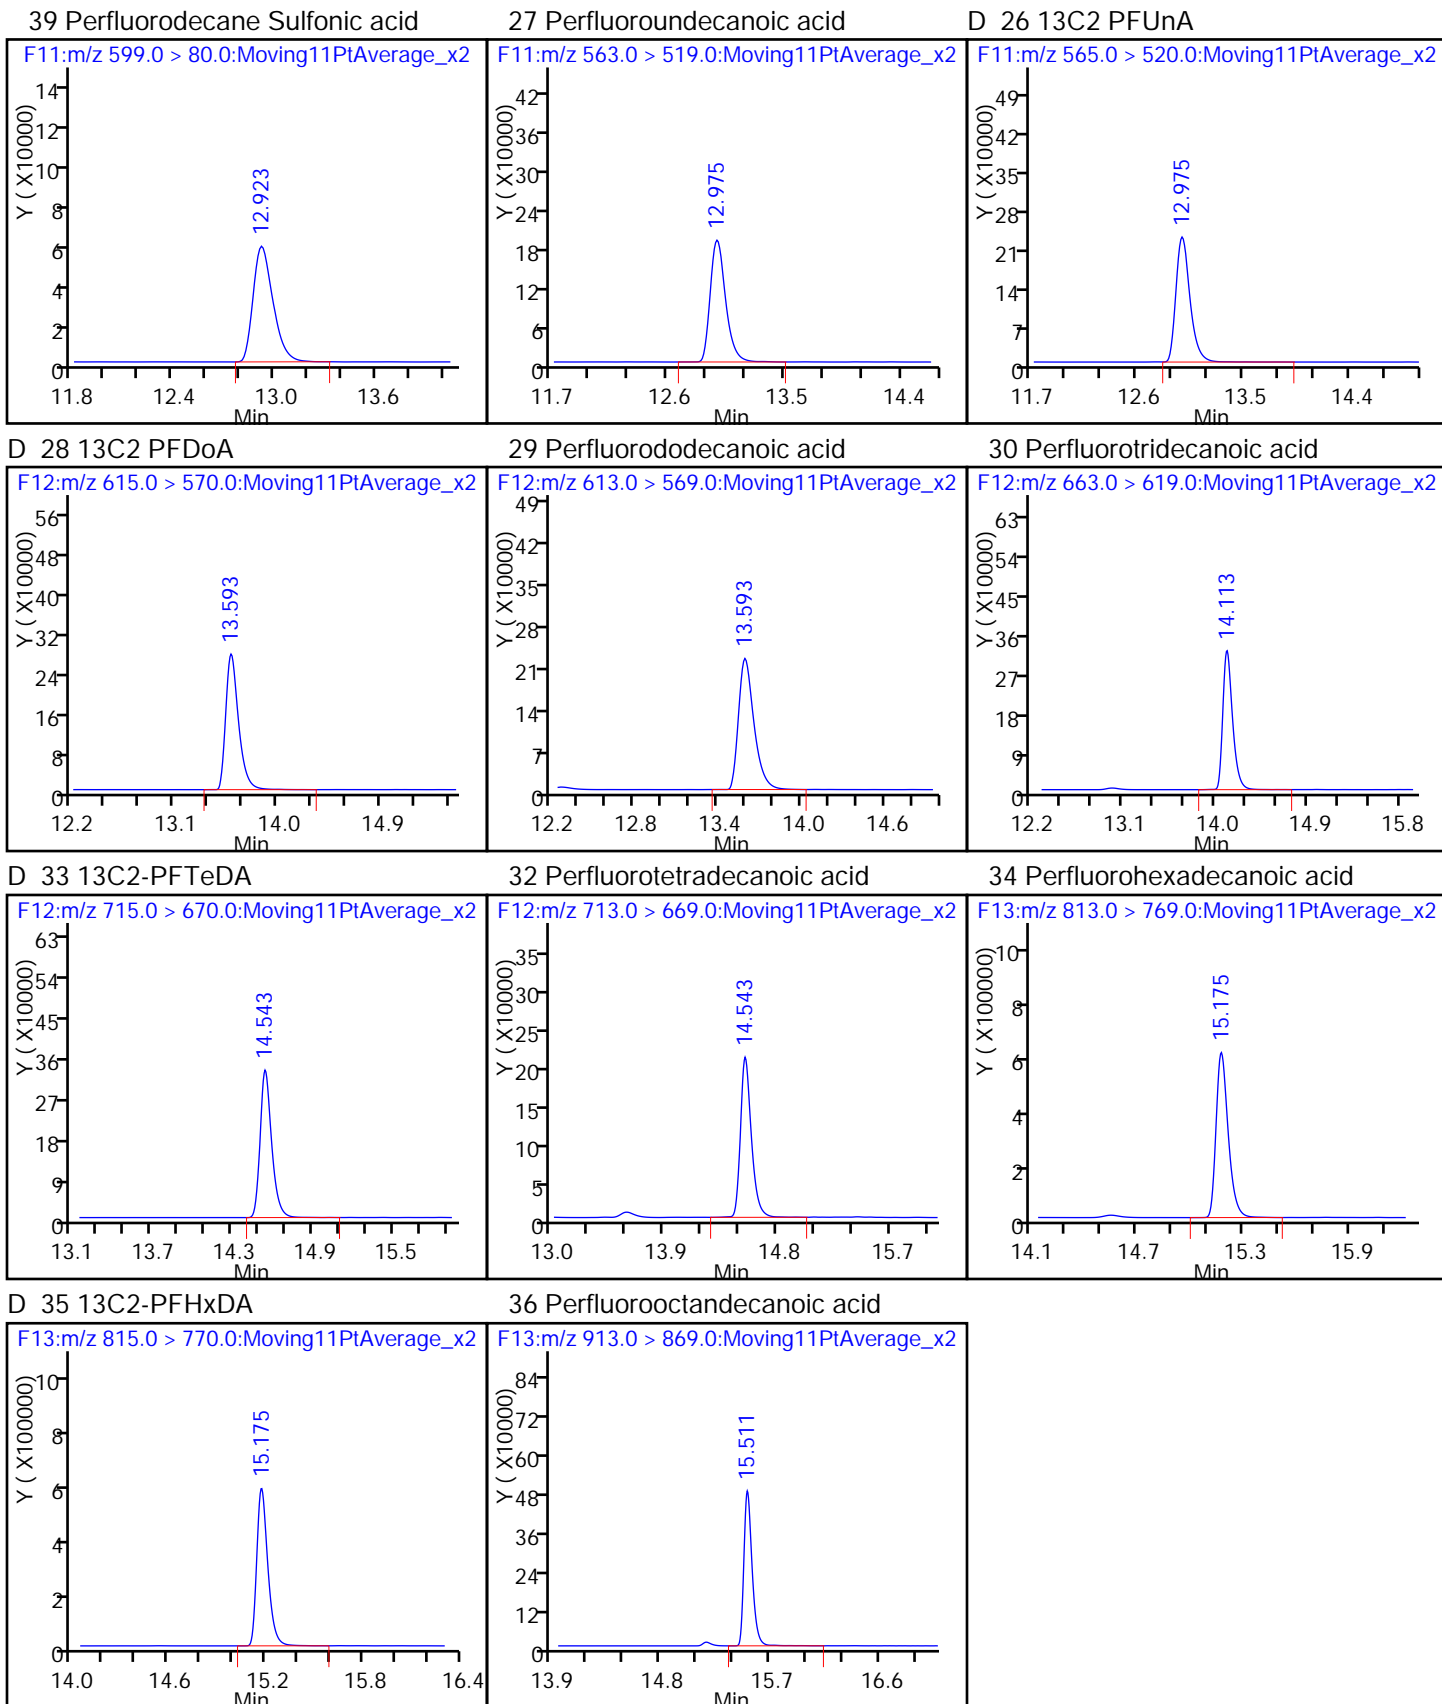 39 Perfluorodecane Sulfonic acid
F11:m/z 599.0 > 80.0:Moving11PtAverage_x2
Y ( X10000)
14
12
10
8
6
4
2
0
12.923
11.8 12.4 13.0 13.6
Min
27 Perfluoroundecanoic acid
F11:m/z 563.0 > 519.0:Moving11PtAverage_x2
Y ( X10000)
42
36
30
24
18
12
6
0
12.975
11.7 12.6 13.5 14.4
Min
D 26 13C2 PFUnA
F11:m/z 565.0 > 520.0:Moving11PtAverage_x2
Y ( X10000)
49
42
35
28
21
14
7
0
12.975
11.7 12.6 13.5 14.4
Min
D 28 13C2 PFDoA
F12:m/z 615.0 > 570.0:Moving11PtAverage_x2
Y ( X10000)
56
48
40
32
24
16
8
0
13.593
12.2 13.1 14.0 14.9
Min
29 Perfluorododecanoic acid
F12:m/z 613.0 > 569.0:Moving11PtAverage_x2
Y ( X10000)
49
42
35
28
21
14
7
0
13.593
12.2 12.8 13.4 14.0 14.6
Min
30 Perfluorotridecanoic acid
F12:m/z 663.0 > 619.0:Moving11PtAverage_x2
Y ( X10000)
63
54
45
36
27
18
9
0
14.113
12.2 13.1 14.0 14.9 15.8
Min
D 33 13C2-PFTeDA
F12:m/z 715.0 > 670.0:Moving11PtAverage_x2
Y ( X10000)
63
54
45
36
27
18
9
0
14.543
13.1 13.7 14.3 14.9 15.5
Min
32 Perfluorotetradecanoic acid
F12:m/z 713.0 > 669.0:Moving11PtAverage_x2
Y ( X10000)
35
30
25
20
15
10
5
0
14.543
13.0 13.9 14.8 15.7
Min
34 Perfluorohexadecanoic acid
F13:m/z 813.0 > 769.0:Moving11PtAverage_x2
Y ( X100000)
10
8
6
4
2
0
15.175
14.1 14.7 15.3 15.9
Min
D 35 13C2-PFHxDA
F13:m/z 815.0 > 770.0:Moving11PtAverage_x2
Y ( X100000)
10
8
6
4
2
0
15.175
14.0 14.6 15.2 15.8 16.4
Min
36 Perfluorooctandecanoic acid
F13:m/z 913.0 > 869.0:Moving11PtAverage_x2
Y ( X10000)
84
72
60
48
36
24
12
0
15.511
13.9 14.8 15.7 16.6
Min